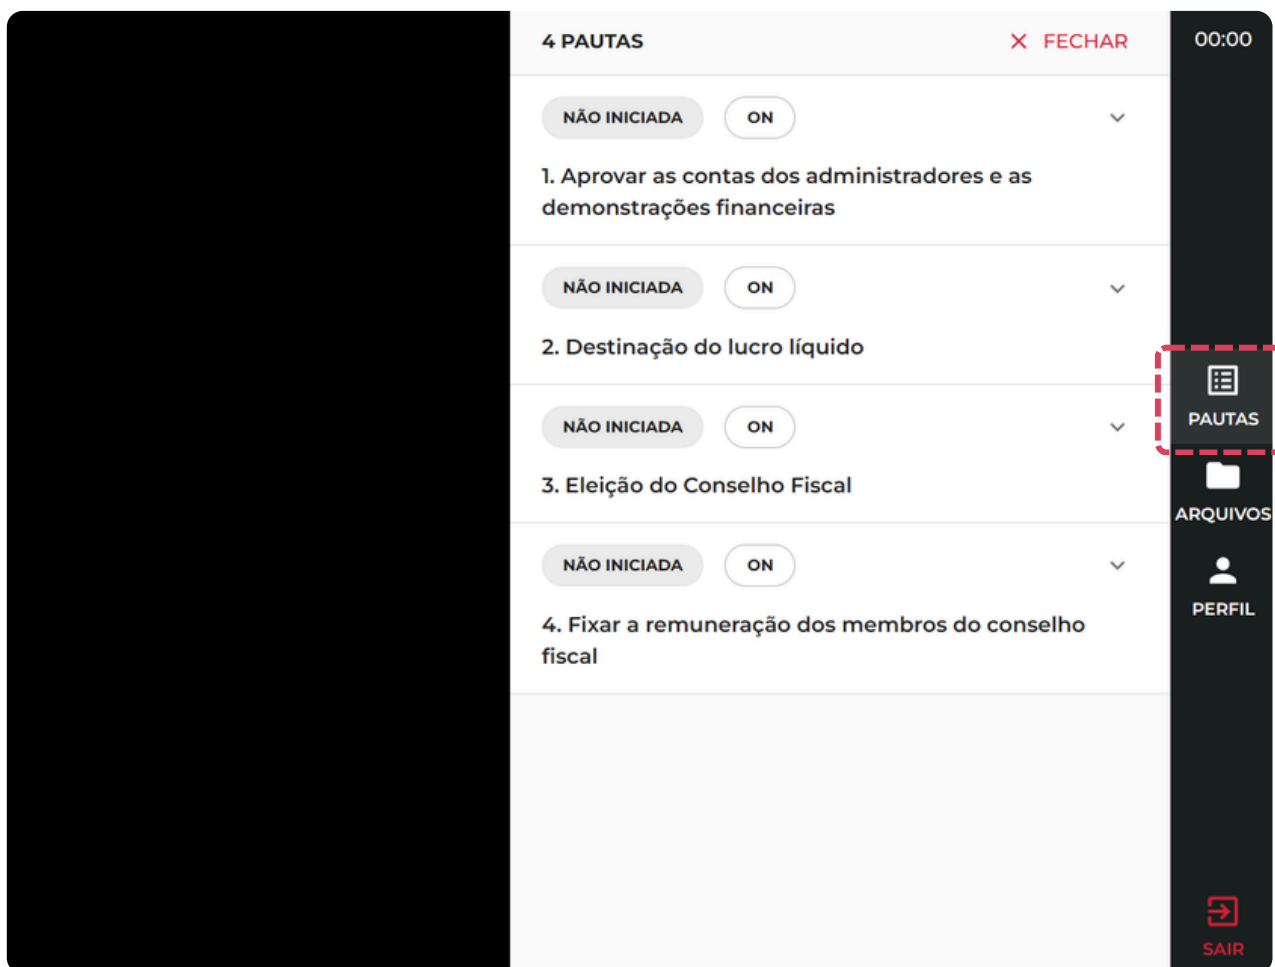 4 PAUTAS
FECHAR
00:00
NÃO INICIADA
ON
1. Aprovar as contas dos administradores e as
demonstrações financeiras
NÃO INICIADA
ON
2. Destinação do lucro líquido
NÃO INICIADA
ON
3. Eleição do Conselho Fiscal
NÃO INICIADA
ON
4. Fixar a remuneração dos membros do conselho
fiscal
PAUTAS
ARQUIVOS
PERFIL
SAIR